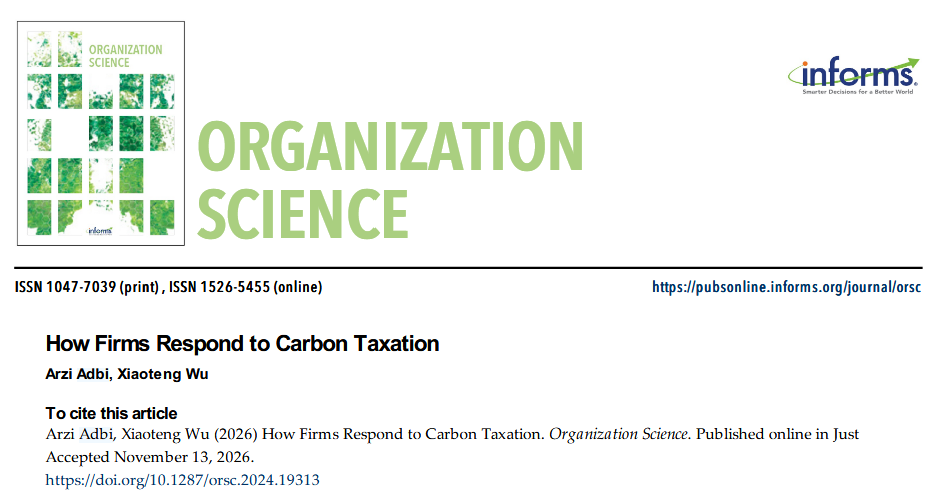 ORGANIZATION
SCIENCE
informs
informs®
Smarter Decisions for a Better World
ORGANIZATION
SCIENCE
ISSN 1047-7039 (print) , ISSN 1526-5455 (online)
https://pubsonline.informs.org/journal/orsc
How Firms Respond to Carbon Taxation
Arzi Adbi, Xiaoteng Wu
To cite this article
Arzi Adbi, Xiaoteng Wu (2026) How Firms Respond to Carbon Taxation. Organization Science. Published online in Just
Accepted November 13, 2026.
https://doi.org/10.1287/orsc.2024.19313